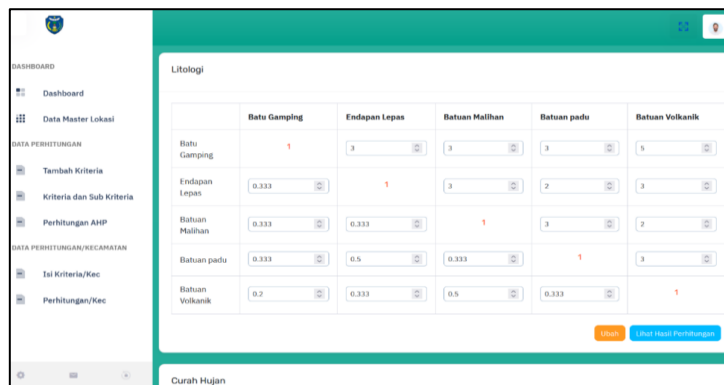 DASHBOARD
Dashboard
Data Master Lokasi
DATA PERHITUNGAN
Tambah Kriteria
Kriteria dan Sub Kriteria
Perhitungan AHP
DATA PERHITUNGAN/KECAMATAN
Isi Kriteria/Kec
Perhitungan/Kec
Litologi
Batu Gamping Endapan Lepas Batuan Malihan Batuan padu Batuan Volkanik
Batu
Gamping
1 3 3 3 5
Endapan
Lepas
0.333 1 3 2 3
Batuan
Malihan
0.333 0.333 1 3 2
Batuan padu 0.333 0.5 0.333 1 3
Batuan
Volkanik
0.2 0.333 0.5 0.333 1
Ubah Lihat Hasil Perhitungan
Curah Hujan